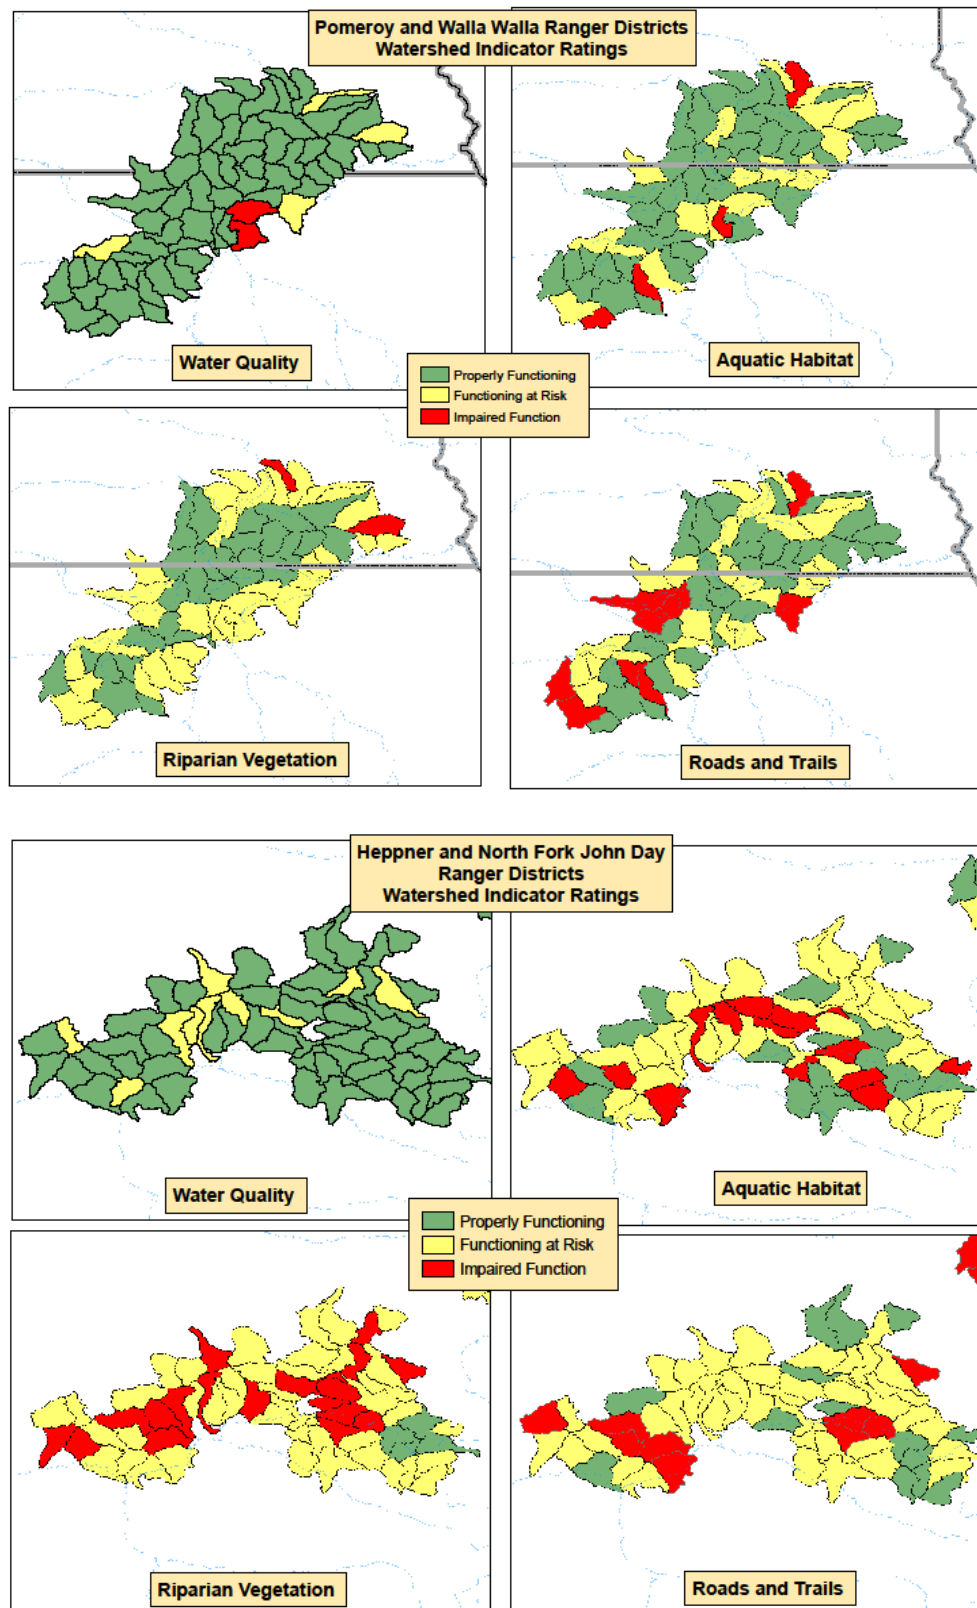 Pomeroy and Walla Walla Ranger Districts
Watershed Indicator Ratings
Water Quality
Aquatic Habitat
Properly Functioning
Functioning at Risk
Impaired Function
Riparian Vegetation
Roads and Trails
Heppner and North Fork John Day
Ranger Districts
Watershed Indicator Ratings
Water Quality
Aquatic Habitat
Properly Functioning
Functioning at Risk
Impaired Function
Riparian Vegetation
Roads and Trails